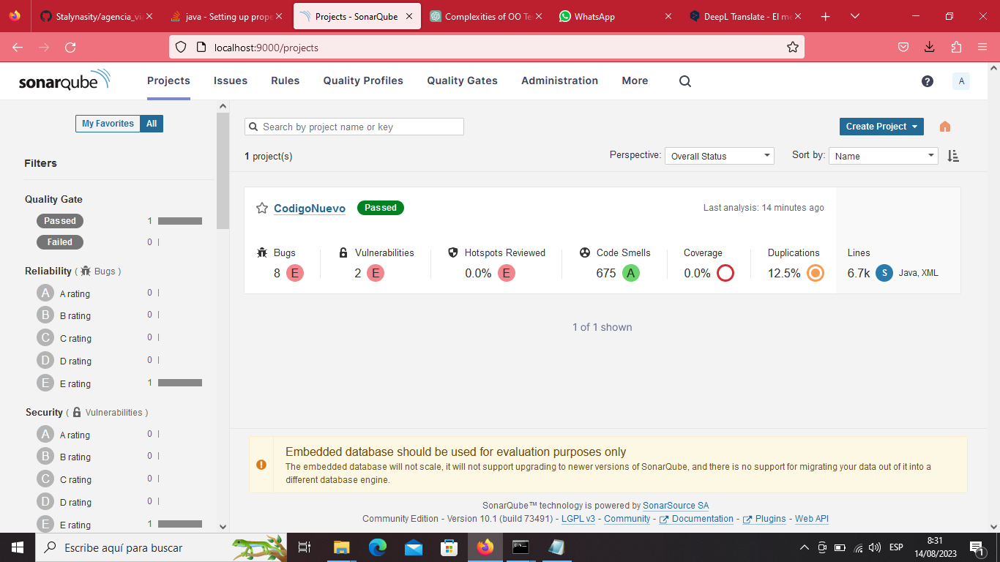 Stalynasity/agencia_vi
java - Setting up prope
Projects - SonarQube
Complexities of OO Te
WhatsApp
DeepL Translate - El me
localhost:9000/projects
sonarqube
Projects
Issues
Rules
Quality Profiles
Quality Gates
Administration
More
A
My Favorites
All
Search by project name or key
Create Project
Filters
1 project(s)
Perspective:
Overall Status
Sort by:
Name
Quality Gate
Passed
1
Failed
0
Reliability ( Bugs )
A A rating 0
B B rating 0
C C rating 0
D D rating 0
E E rating 1
Security ( Vulnerabilities )
A A rating 0
B B rating 0
C C rating 0
D D rating 0
E E rating 1
CodigoNuevo
Passed
Last analysis: 14 minutes ago
Bugs
8 E
Vulnerabilities
2 E
Hotspots Reviewed
0.0% E
Code Smells
675 A
Coverage
0.0%
Duplications
12.5%
Lines
6.7k S Java, XML
1 of 1 shown
Embedded database should be used for evaluation purposes only
The embedded database will not scale, it will not support upgrading to newer versions of SonarQube, and there is no support for migrating your data out of it into a
different database engine.
SonarQube™ technology is powered by SonarSource SA
Community Edition - Version 10.1 (build 73491) - LGPL v3 - Community - Documentation - Plugins - Web API
Escribe aquí para buscar
ESP
8:31
14/08/2023
1